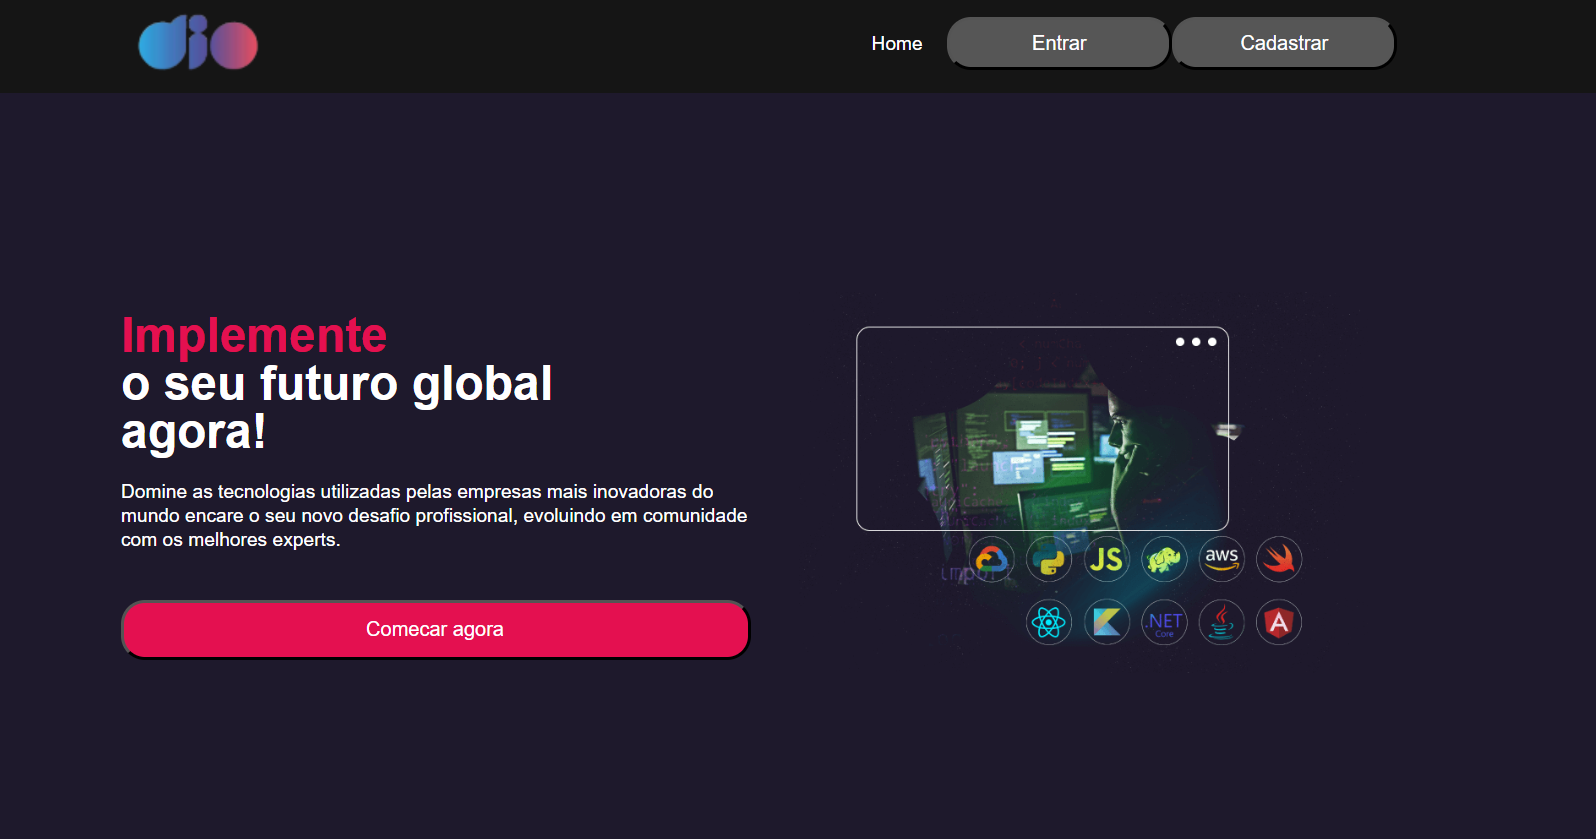 dio
Home
Entrar
Cadastrar
Implemente
o seu futuro global
agora!
Domine as tecnologias utilizadas pelas empresas mais inovadoras do
mundo encare o seu novo desafio profissional, evoluindo em comunidade
com os melhores experts.
Comecar agora
JS
aws
.NET
Core
A